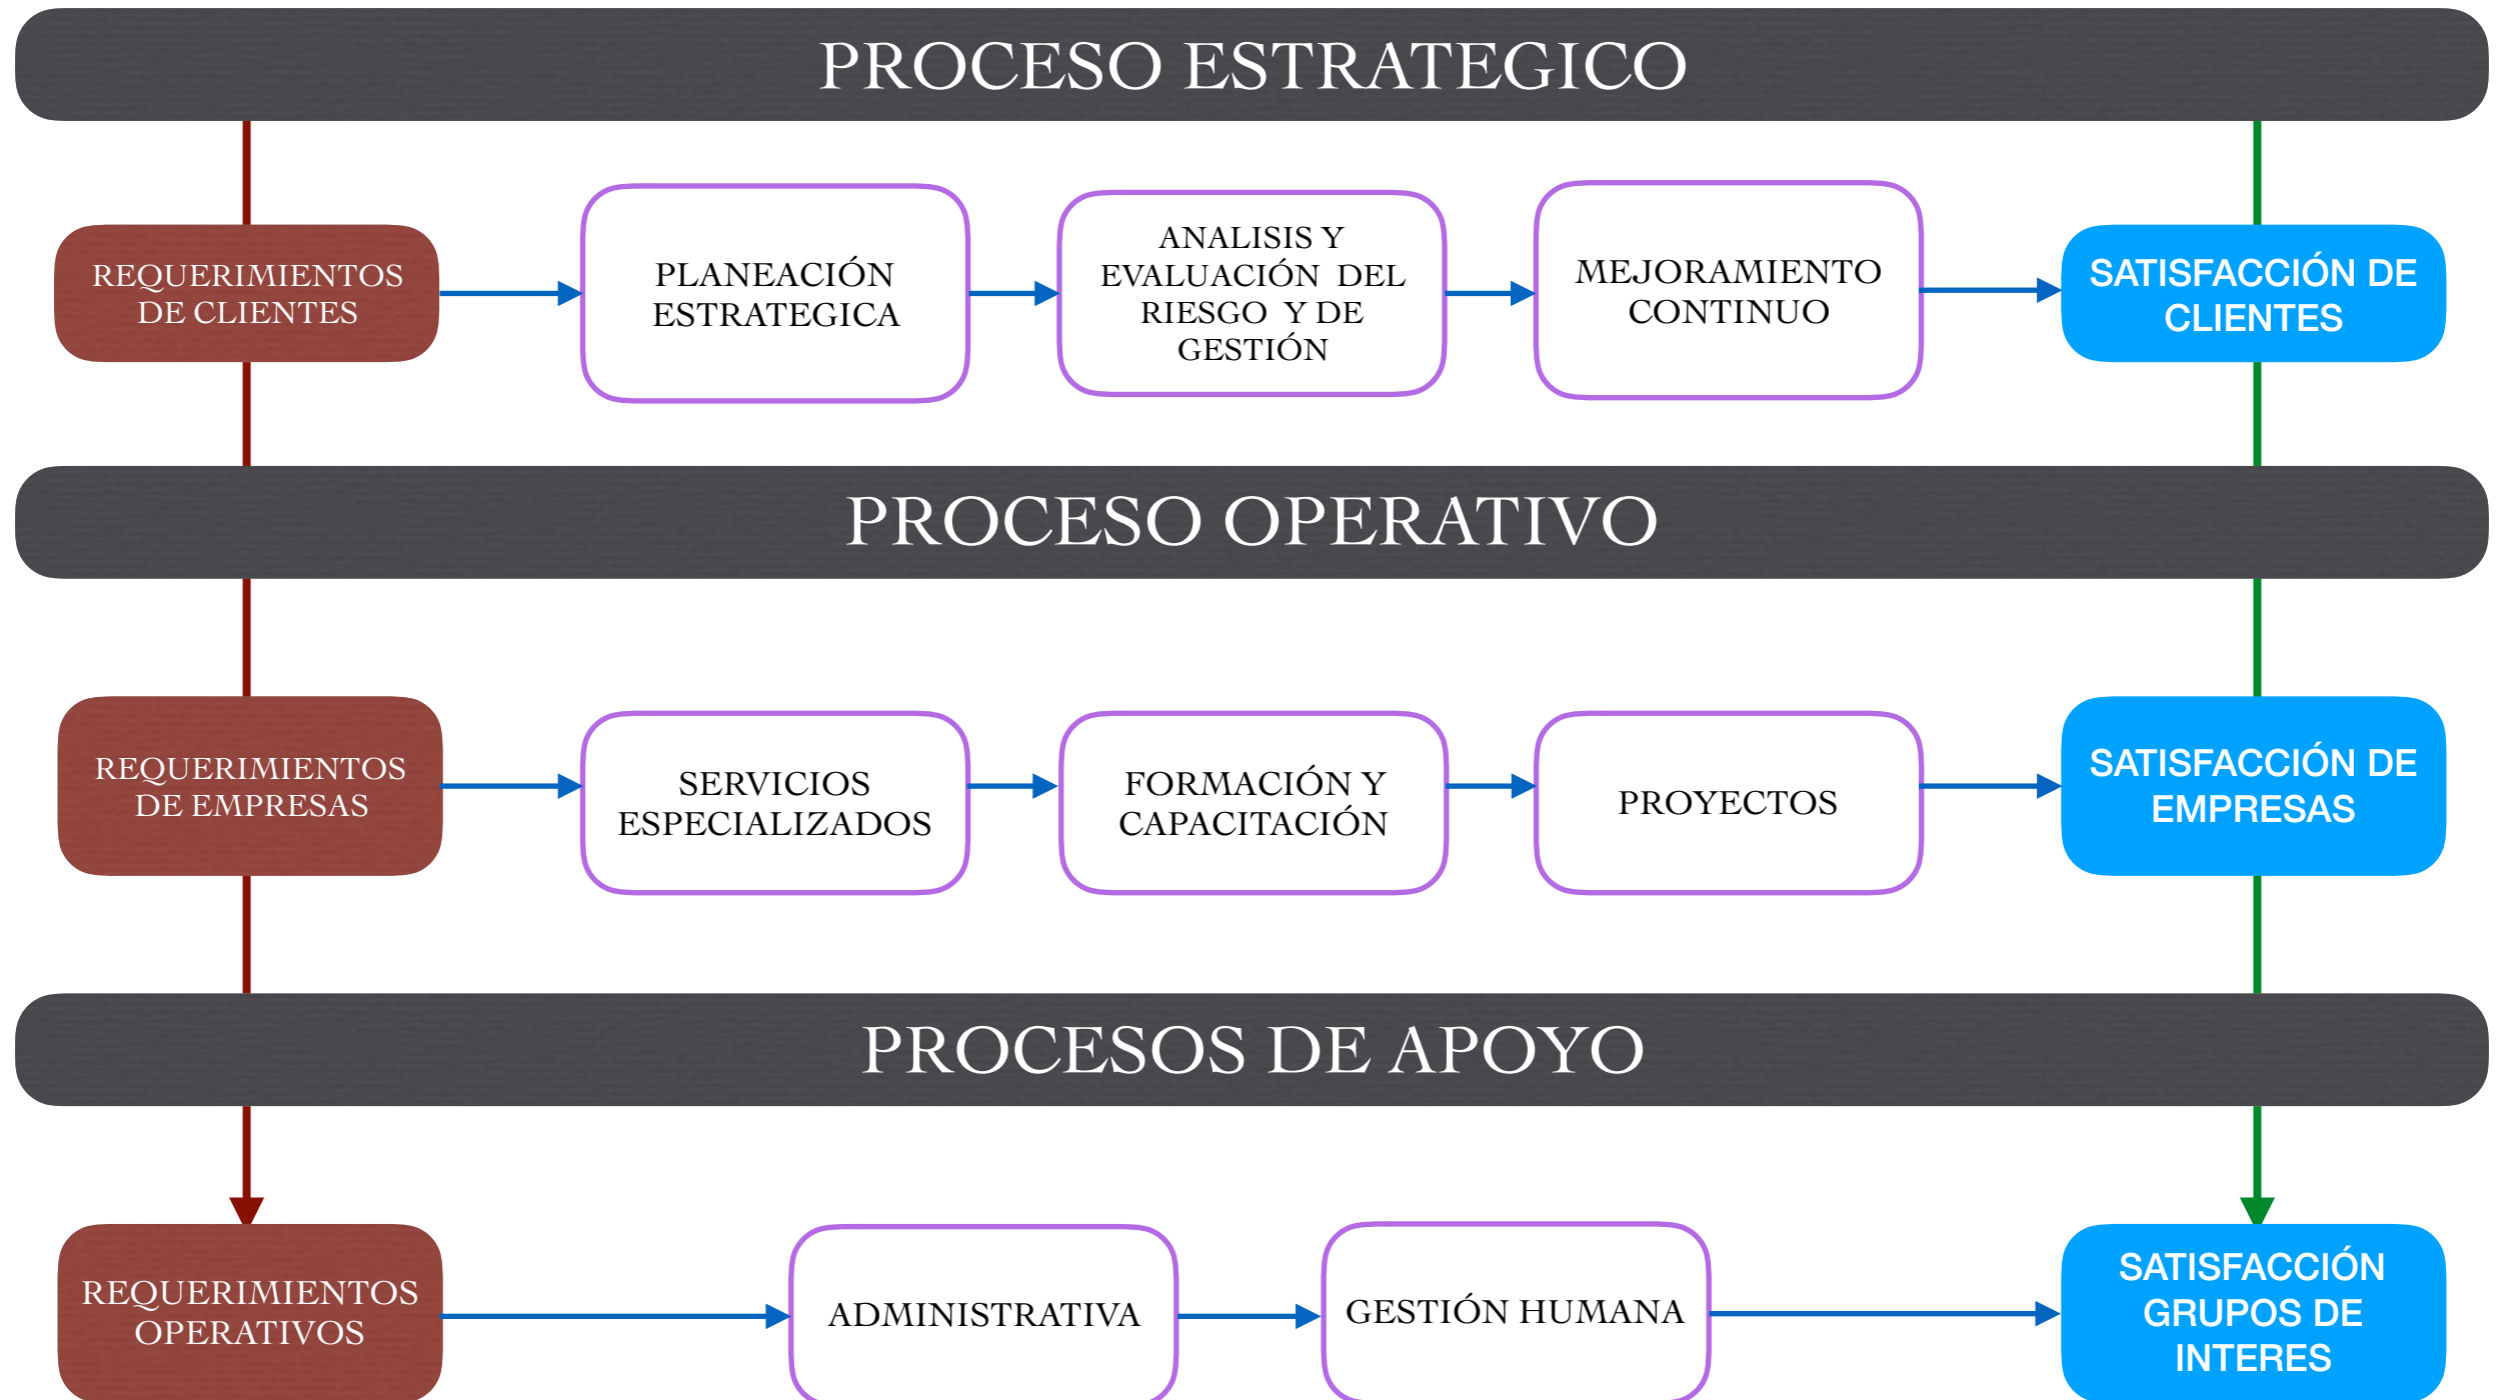 PROCESO ESTRATEGICO
REQUERIMIENTOS
DE CLIENTES
PLANEACIÓN
ESTRATEGICA
ANALISIS Y
EVALUACIÓN DEL
RIESGO Y DE
GESTIÓN
MEJORAMIENTO
CONTINUO
SATISFACCIÓN DE
CLIENTES
PROCESO OPERATIVO
REQUERIMIENTOS
DE EMPRESAS
SERVICIOS
ESPECIALIZADOS
FORMACIÓN Y
CAPACITACIÓN
PROYECTOS
SATISFACCIÓN DE
EMPRESAS
PROCESOS DE APOYO
REQUERIMIENTOS
OPERATIVOS
ADMINISTRATIVA
GESTIÓN HUMANA
SATISFACCIÓN
GRUPOS DE
INTERES